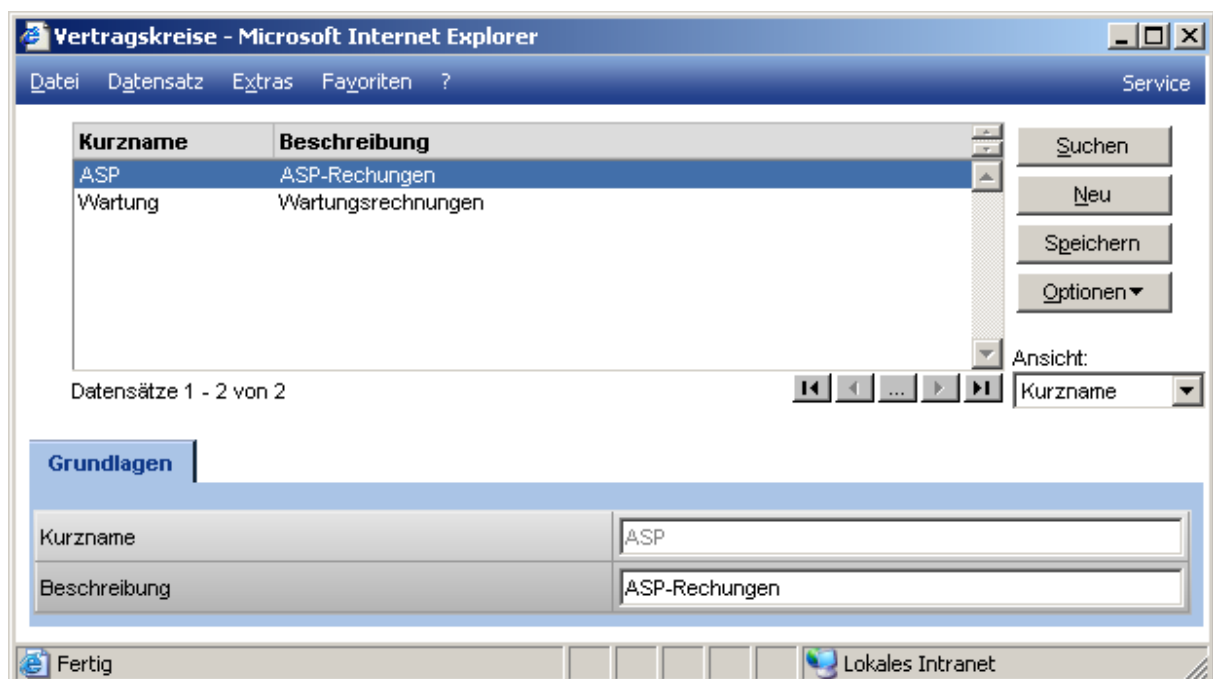 Vertragskreise - Microsoft Internet Explorer
Datei Datensatz Extras Favoriten ? Service
Kurzname Beschreibung
ASP ASP-Rechungen
Wartung Wartungsrechnungen
Suchen
Neu
Speichern
Optionen
Ansicht:
Kurzname
Datensätze 1 - 2 von 2
...
Grundlagen
Kurzname ASP
Beschreibung ASP-Rechungen
Fertig Lokales Intranet